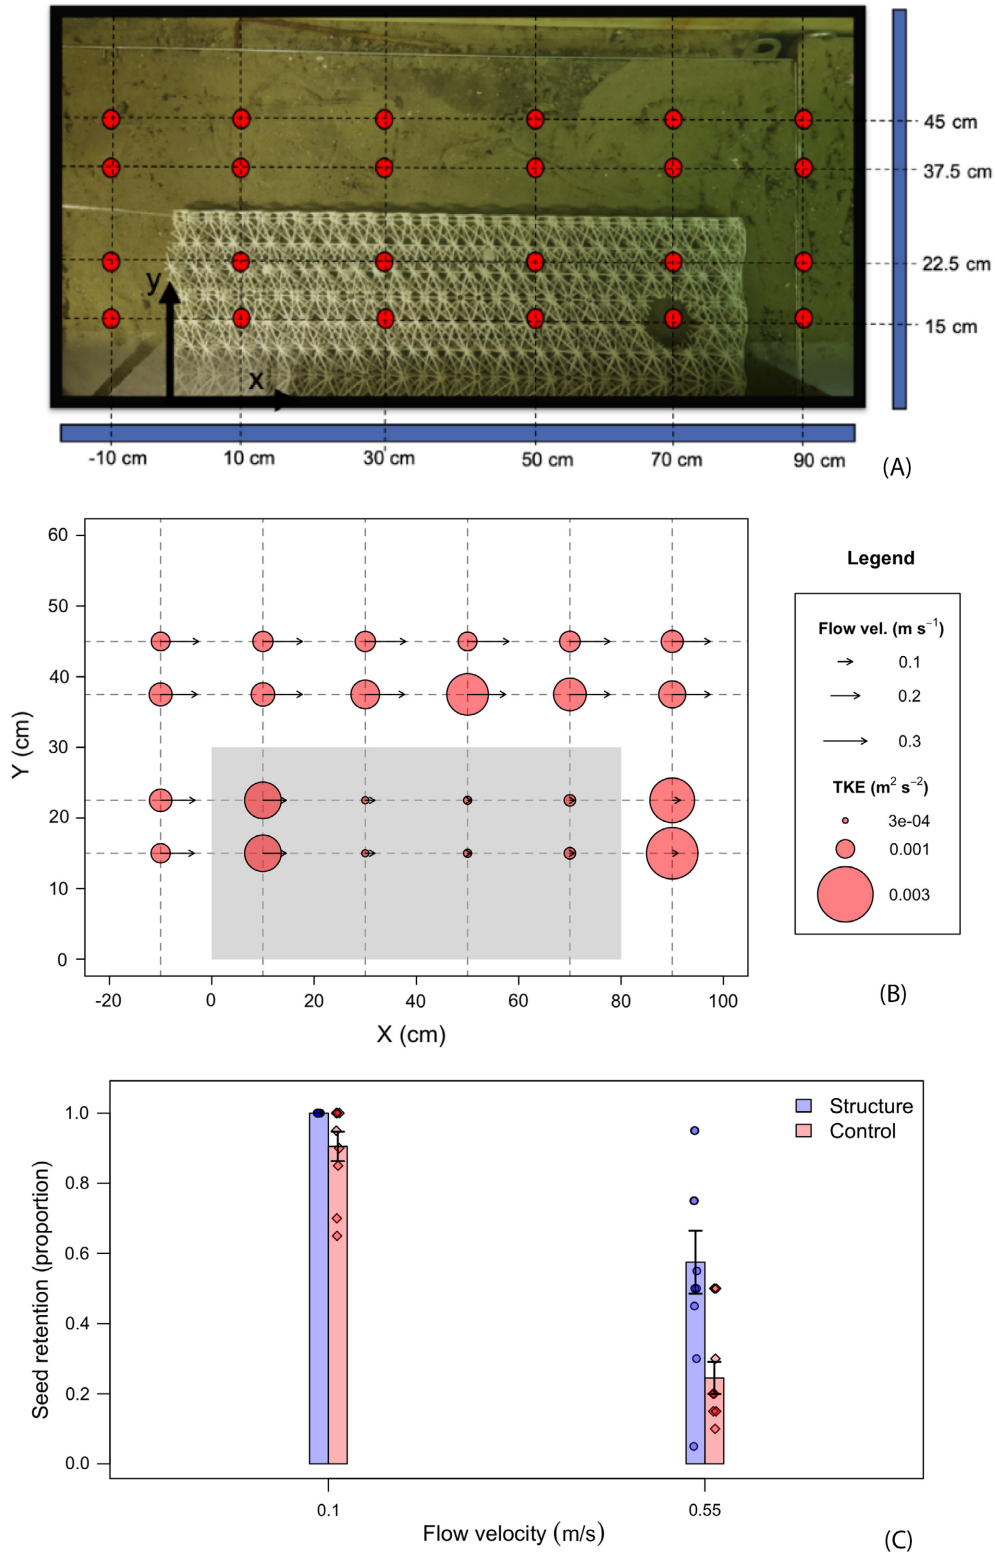 45 cm
37.5 cm
22.5 cm
15 cm
y
x
-10 cm 10 cm 30 cm 50 cm 70 cm 90 cm
(A)
60
50
40
30
20
10
0
Y (cm)
-20 0 20 40 60 80 100
X (cm)
Legend
Flow vel. (m s⁻¹)
0.1
0.2
0.3
TKE (m² s⁻²)
3e-04
0.001
0.003
(B)
1.0
0.8
0.6
0.4
0.2
0.0
Seed retention (proportion)
Structure
Control
0.1 0.55
Flow velocity (m/s)
(C)